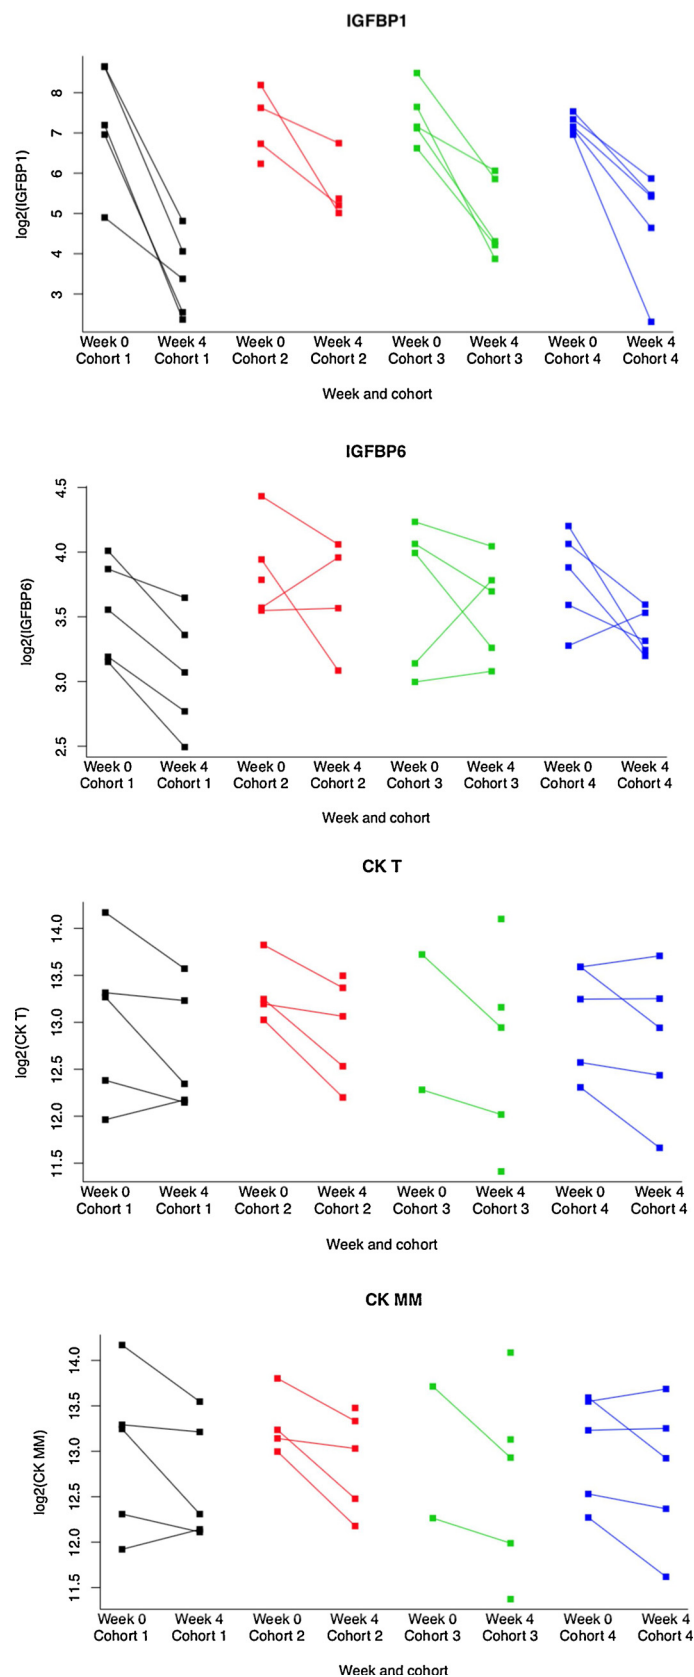 IGFBP1
log2(IGFBP1)
8
7
6
5
4
3
Week 0 Week 4 Week 0 Week 4 Week 0 Week 4 Week 0 Week 4
Cohort 1 Cohort 1 Cohort 2 Cohort 2 Cohort 3 Cohort 3 Cohort 4 Cohort 4
Week and cohort
IGFBP6
log2(IGFBP6)
4.5
4.0
3.5
3.0
2.5
Week 0 Week 4 Week 0 Week 4 Week 0 Week 4 Week 0 Week 4
Cohort 1 Cohort 1 Cohort 2 Cohort 2 Cohort 3 Cohort 3 Cohort 4 Cohort 4
Week and cohort
CK T
log2(CK T)
14.0
13.5
13.0
12.5
12.0
11.5
Week 0 Week 4 Week 0 Week 4 Week 0 Week 4 Week 0 Week 4
Cohort 1 Cohort 1 Cohort 2 Cohort 2 Cohort 3 Cohort 3 Cohort 4 Cohort 4
Week and cohort
CK MM
log2(CK MM)
14.0
13.5
13.0
12.5
12.0
11.5
Week 0 Week 4 Week 0 Week 4 Week 0 Week 4 Week 0 Week 4
Cohort 1 Cohort 1 Cohort 2 Cohort 2 Cohort 3 Cohort 3 Cohort 4 Cohort 4
Week and cohort